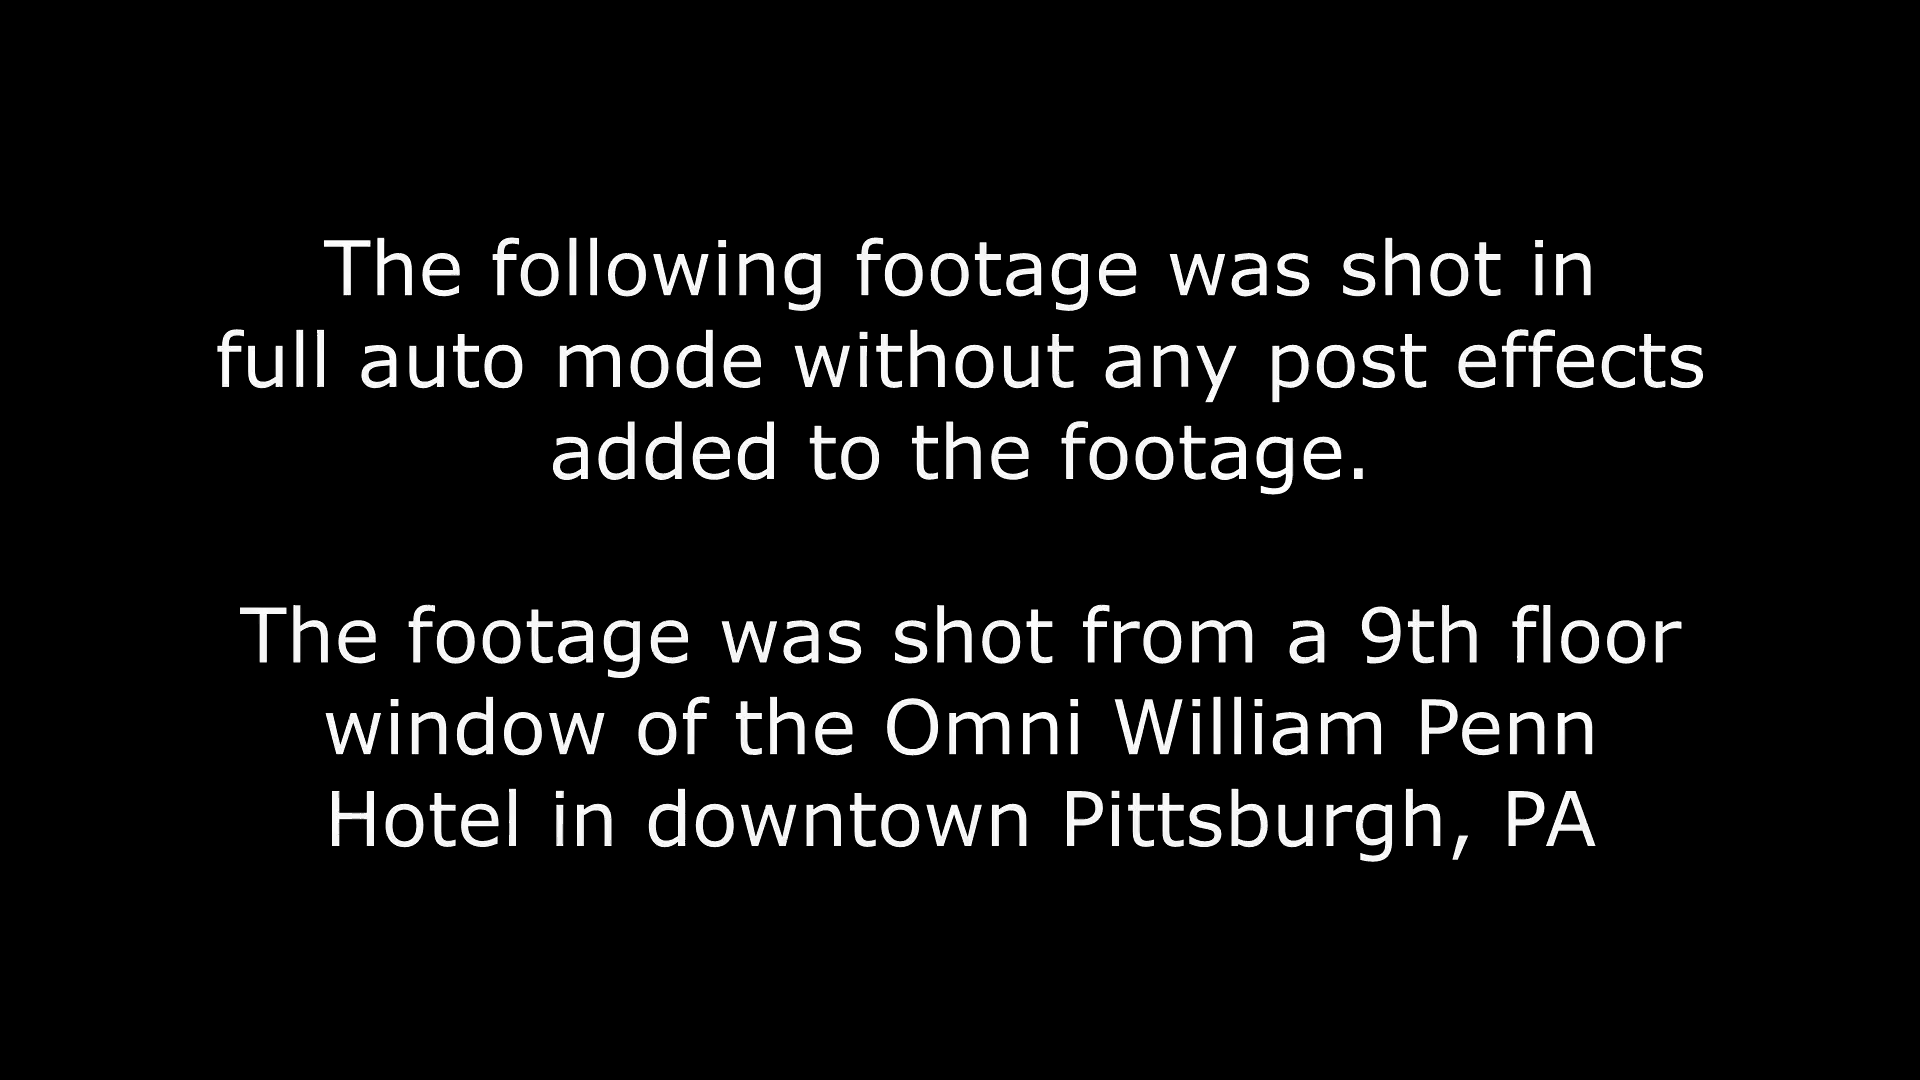 The following footage was shot in
full auto mode without any post effects
added to the footage.
The footage was shot from a 9th floor
window of the Omni William Penn
Hotel in downtown Pittsburgh, PA